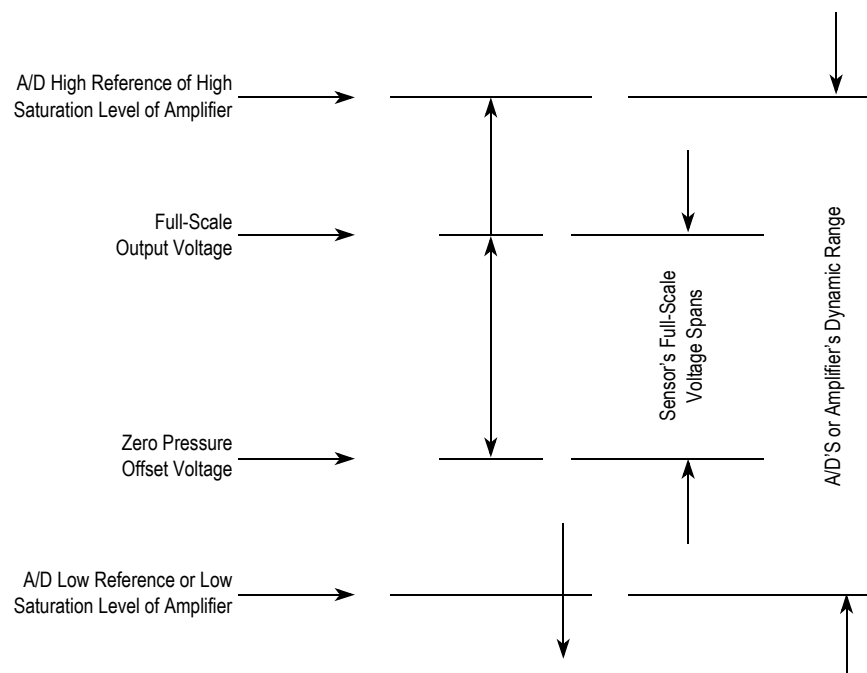 A/D High Reference of High
Saturation Level of Amplifier
Full-Scale
Output Voltage
Sensor's Full-Scale
Voltage Spans
A/D'S or Amplifier's Dynamic Range
Zero Pressure
Offset Voltage
A/D Low Reference or Low
Saturation Level of Amplifier